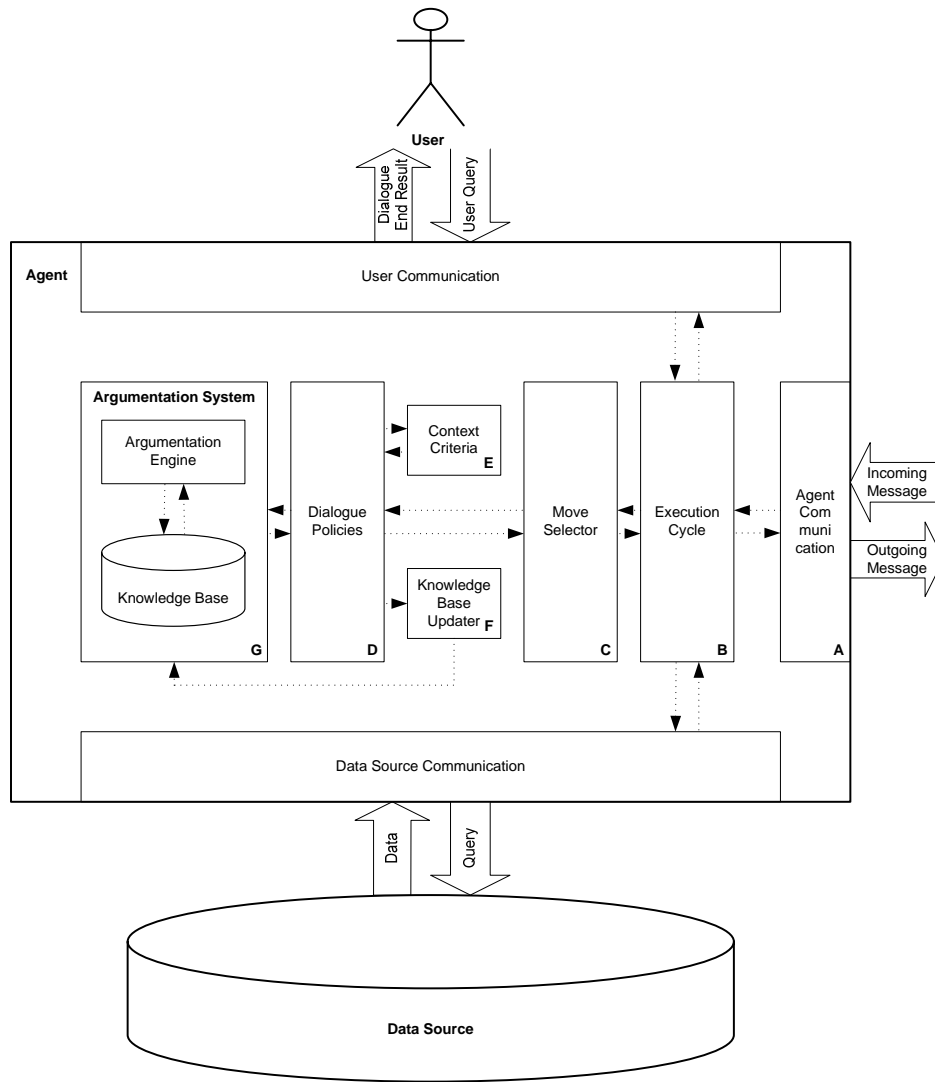 User
Dialogue
End Result
User Query
Agent
User Communication
Argumentation System
Argumentation
Engine
Knowledge Base
G
Dialogue
Policies
D
Context
Criteria
E
Knowledge
Base
Updater
F
Move
Selector
C
Execution
Cycle
B
Agent
Com
muni
cation
A
Incoming
Message
Outgoing
Message
Data Source Communication
Data
Query
Data Source